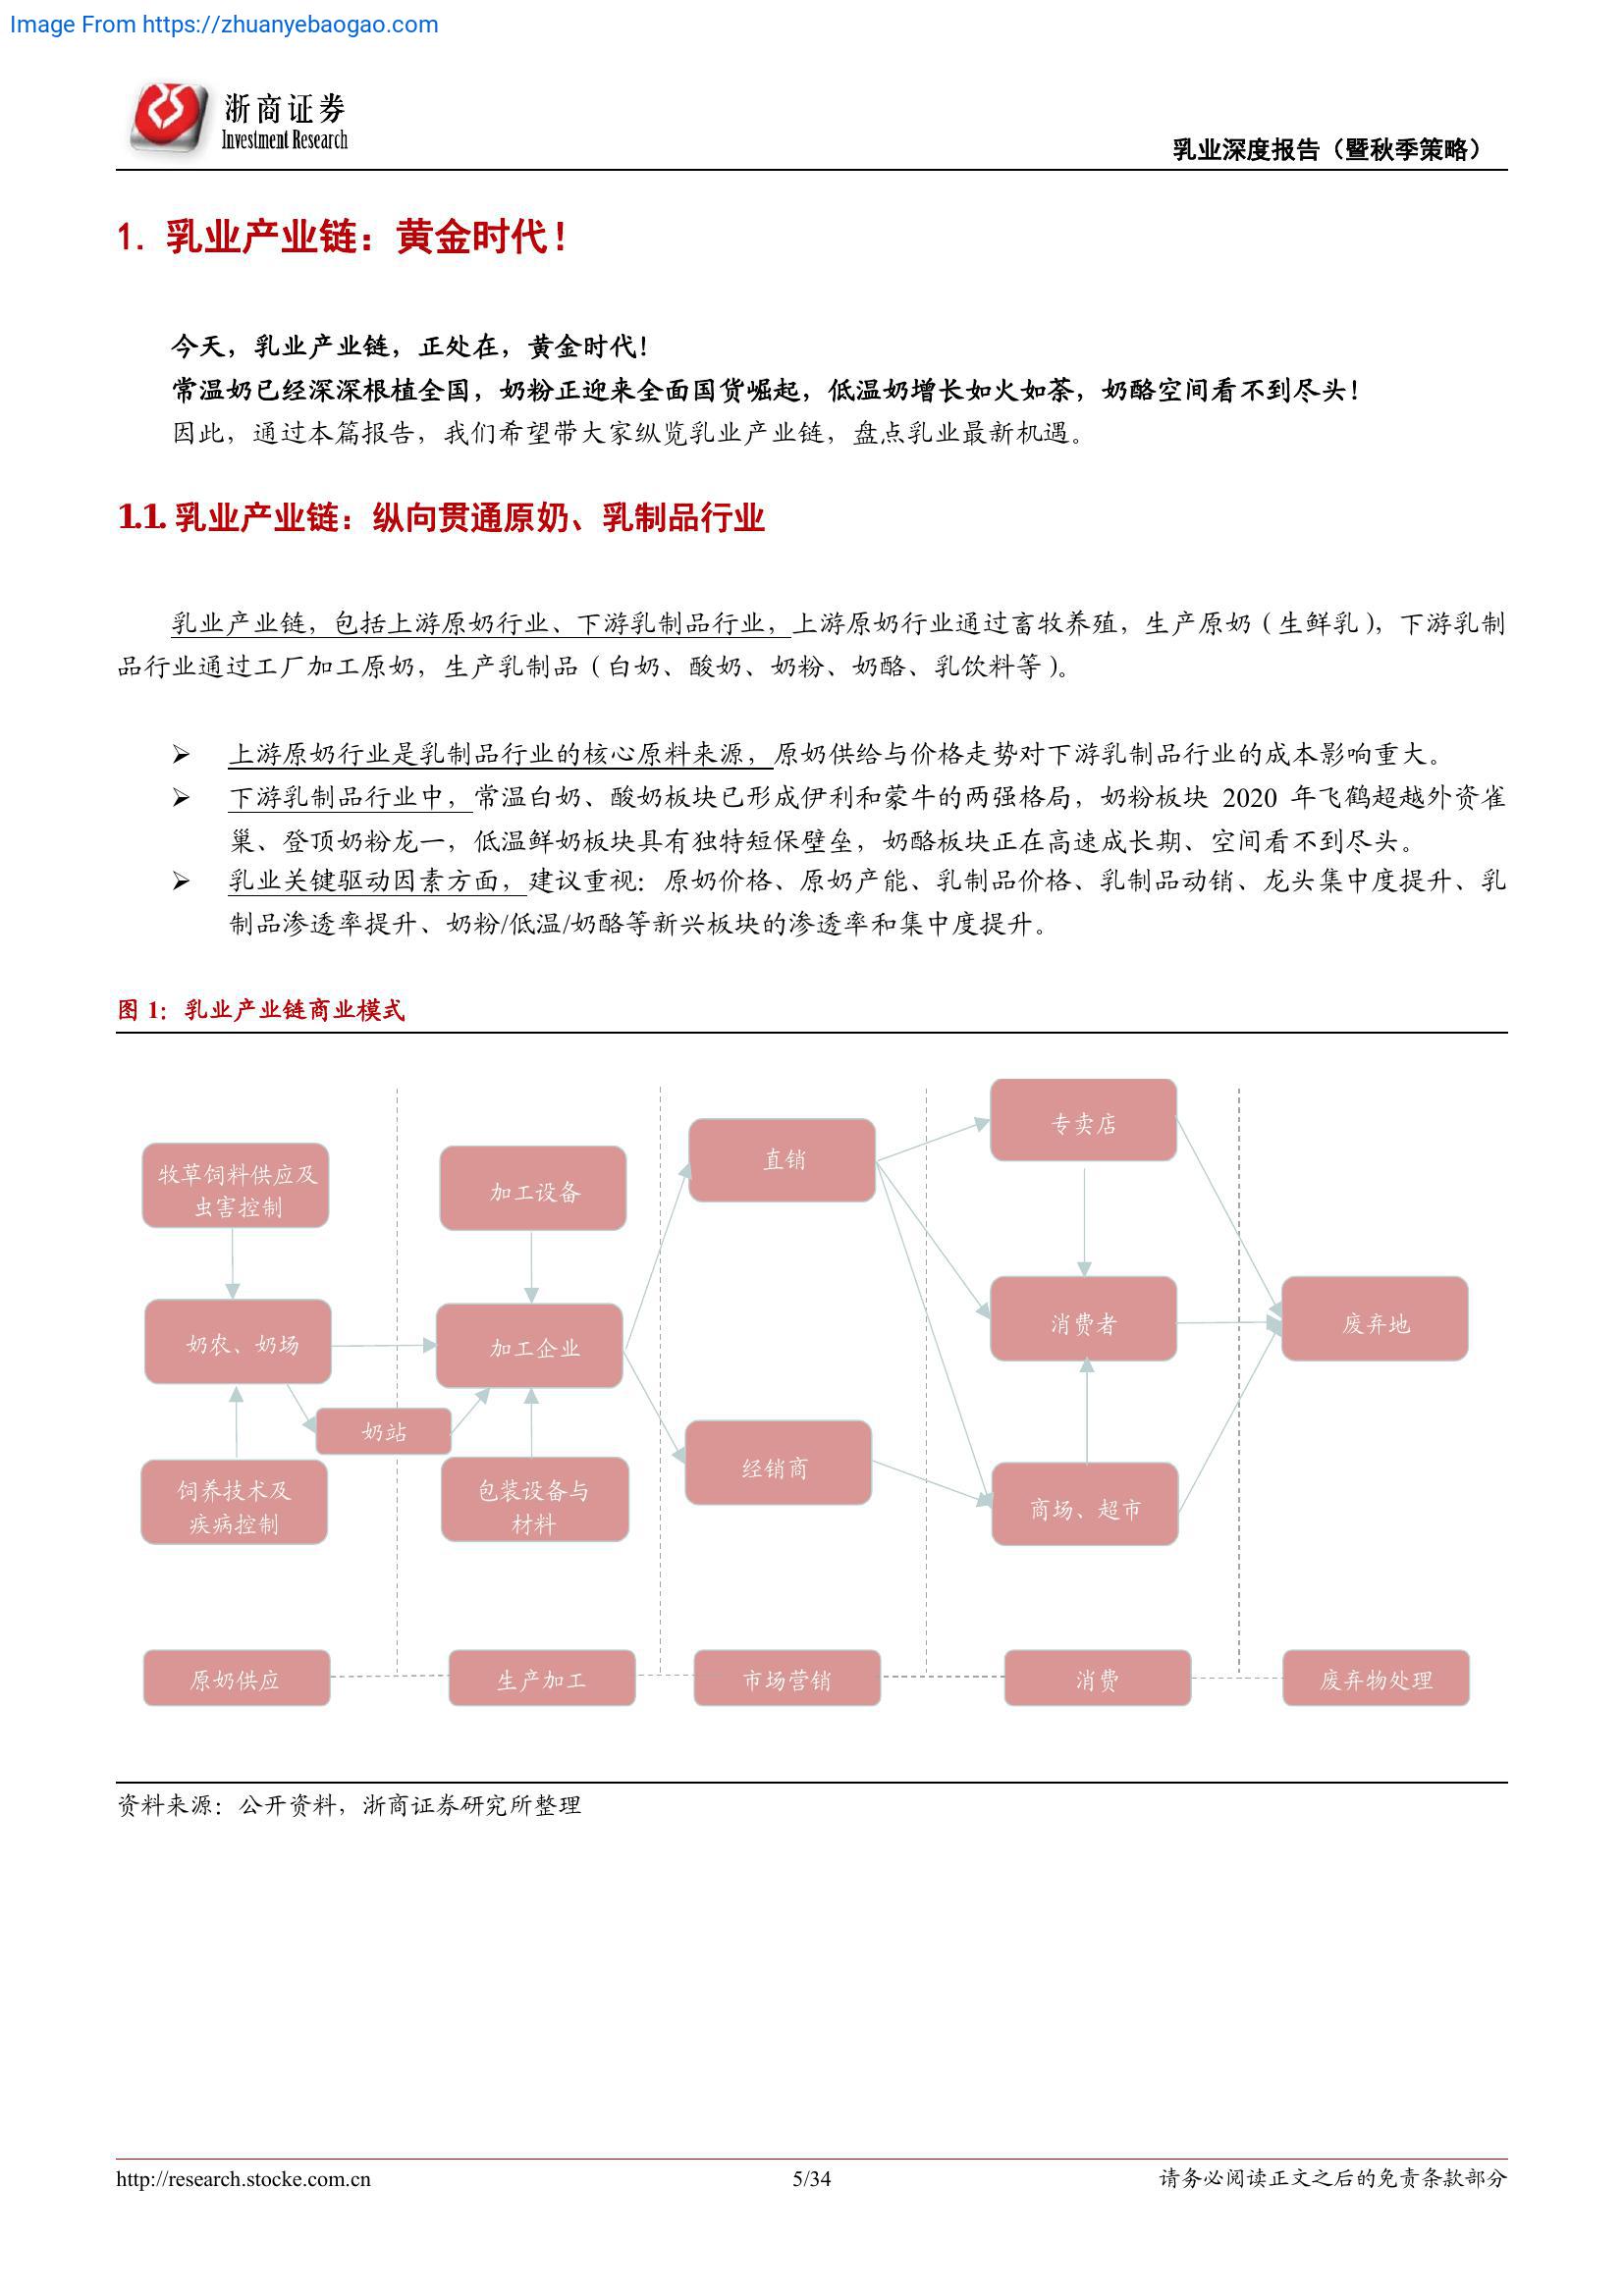 Image From https://zhuanyebaogao.com
浙商证券
Investment Research
乳业深度报告（暨秋季策略）
1. 乳业产业链：黄金时代！
今天，乳业产业链，正处在，黄金时代！
常温奶已经深深根植全国，奶粉正迎来全面国货崛起，低温奶增长如火如荼，奶酪空间看不到尽头！
因此，通过本篇报告，我们希望带大家纵览乳业产业链，盘点乳业最新机遇。
1.1. 乳业产业链：纵向贯通原奶、乳制品行业
乳业产业链，包括上游原奶行业、下游乳制品行业，上游原奶行业通过畜牧养殖，生产原奶（生鲜乳），下游乳制
品行业通过工厂加工原奶，生产乳制品（白奶、酸奶、奶粉、奶酪、乳饮料等）。
➢ 上游原奶行业是乳制品行业的核心原料来源，原奶供给与价格走势对下游乳制品行业的成本影响重大。
➢ 下游乳制品行业中，常温白奶、酸奶板块已形成伊利和蒙牛的两强格局，奶粉板块 2020 年飞鹤超越外资雀
巢、登顶奶粉龙一，低温鲜奶板块具有独特短保壁垒，奶酪板块正在高速成长期、空间看不到尽头。
➢ 乳业关键驱动因素方面，建议重视：原奶价格、原奶产能、乳制品价格、乳制品动销、龙头集中度提升、乳
制品渗透率提升、奶粉/低温/奶酪等新兴板块的渗透率和集中度提升。
图 1：乳业产业链商业模式
牧草饲料供应及
虫害控制
奶农、奶场
奶站
饲养技术及
疾病控制
加工设备
加工企业
包装设备与
材料
直销
经销商
专卖店
消费者
商场、超市
废弃地
原奶供应
生产加工
市场营销
消费
废弃物处理
资料来源：公开资料，浙商证券研究所整理
http://research.stocke.com.cn
5/34
请务必阅读正文之后的免责条款部分